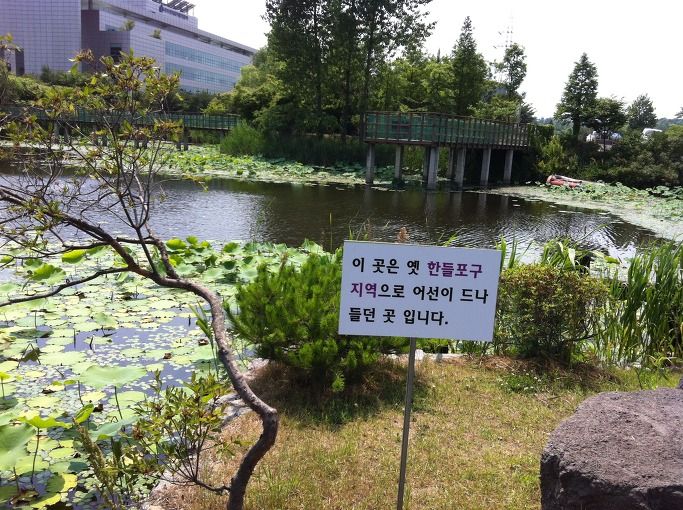 이 곳은 옛 한들포구
지역으로 어선이 드나
들던 곳 입니다.